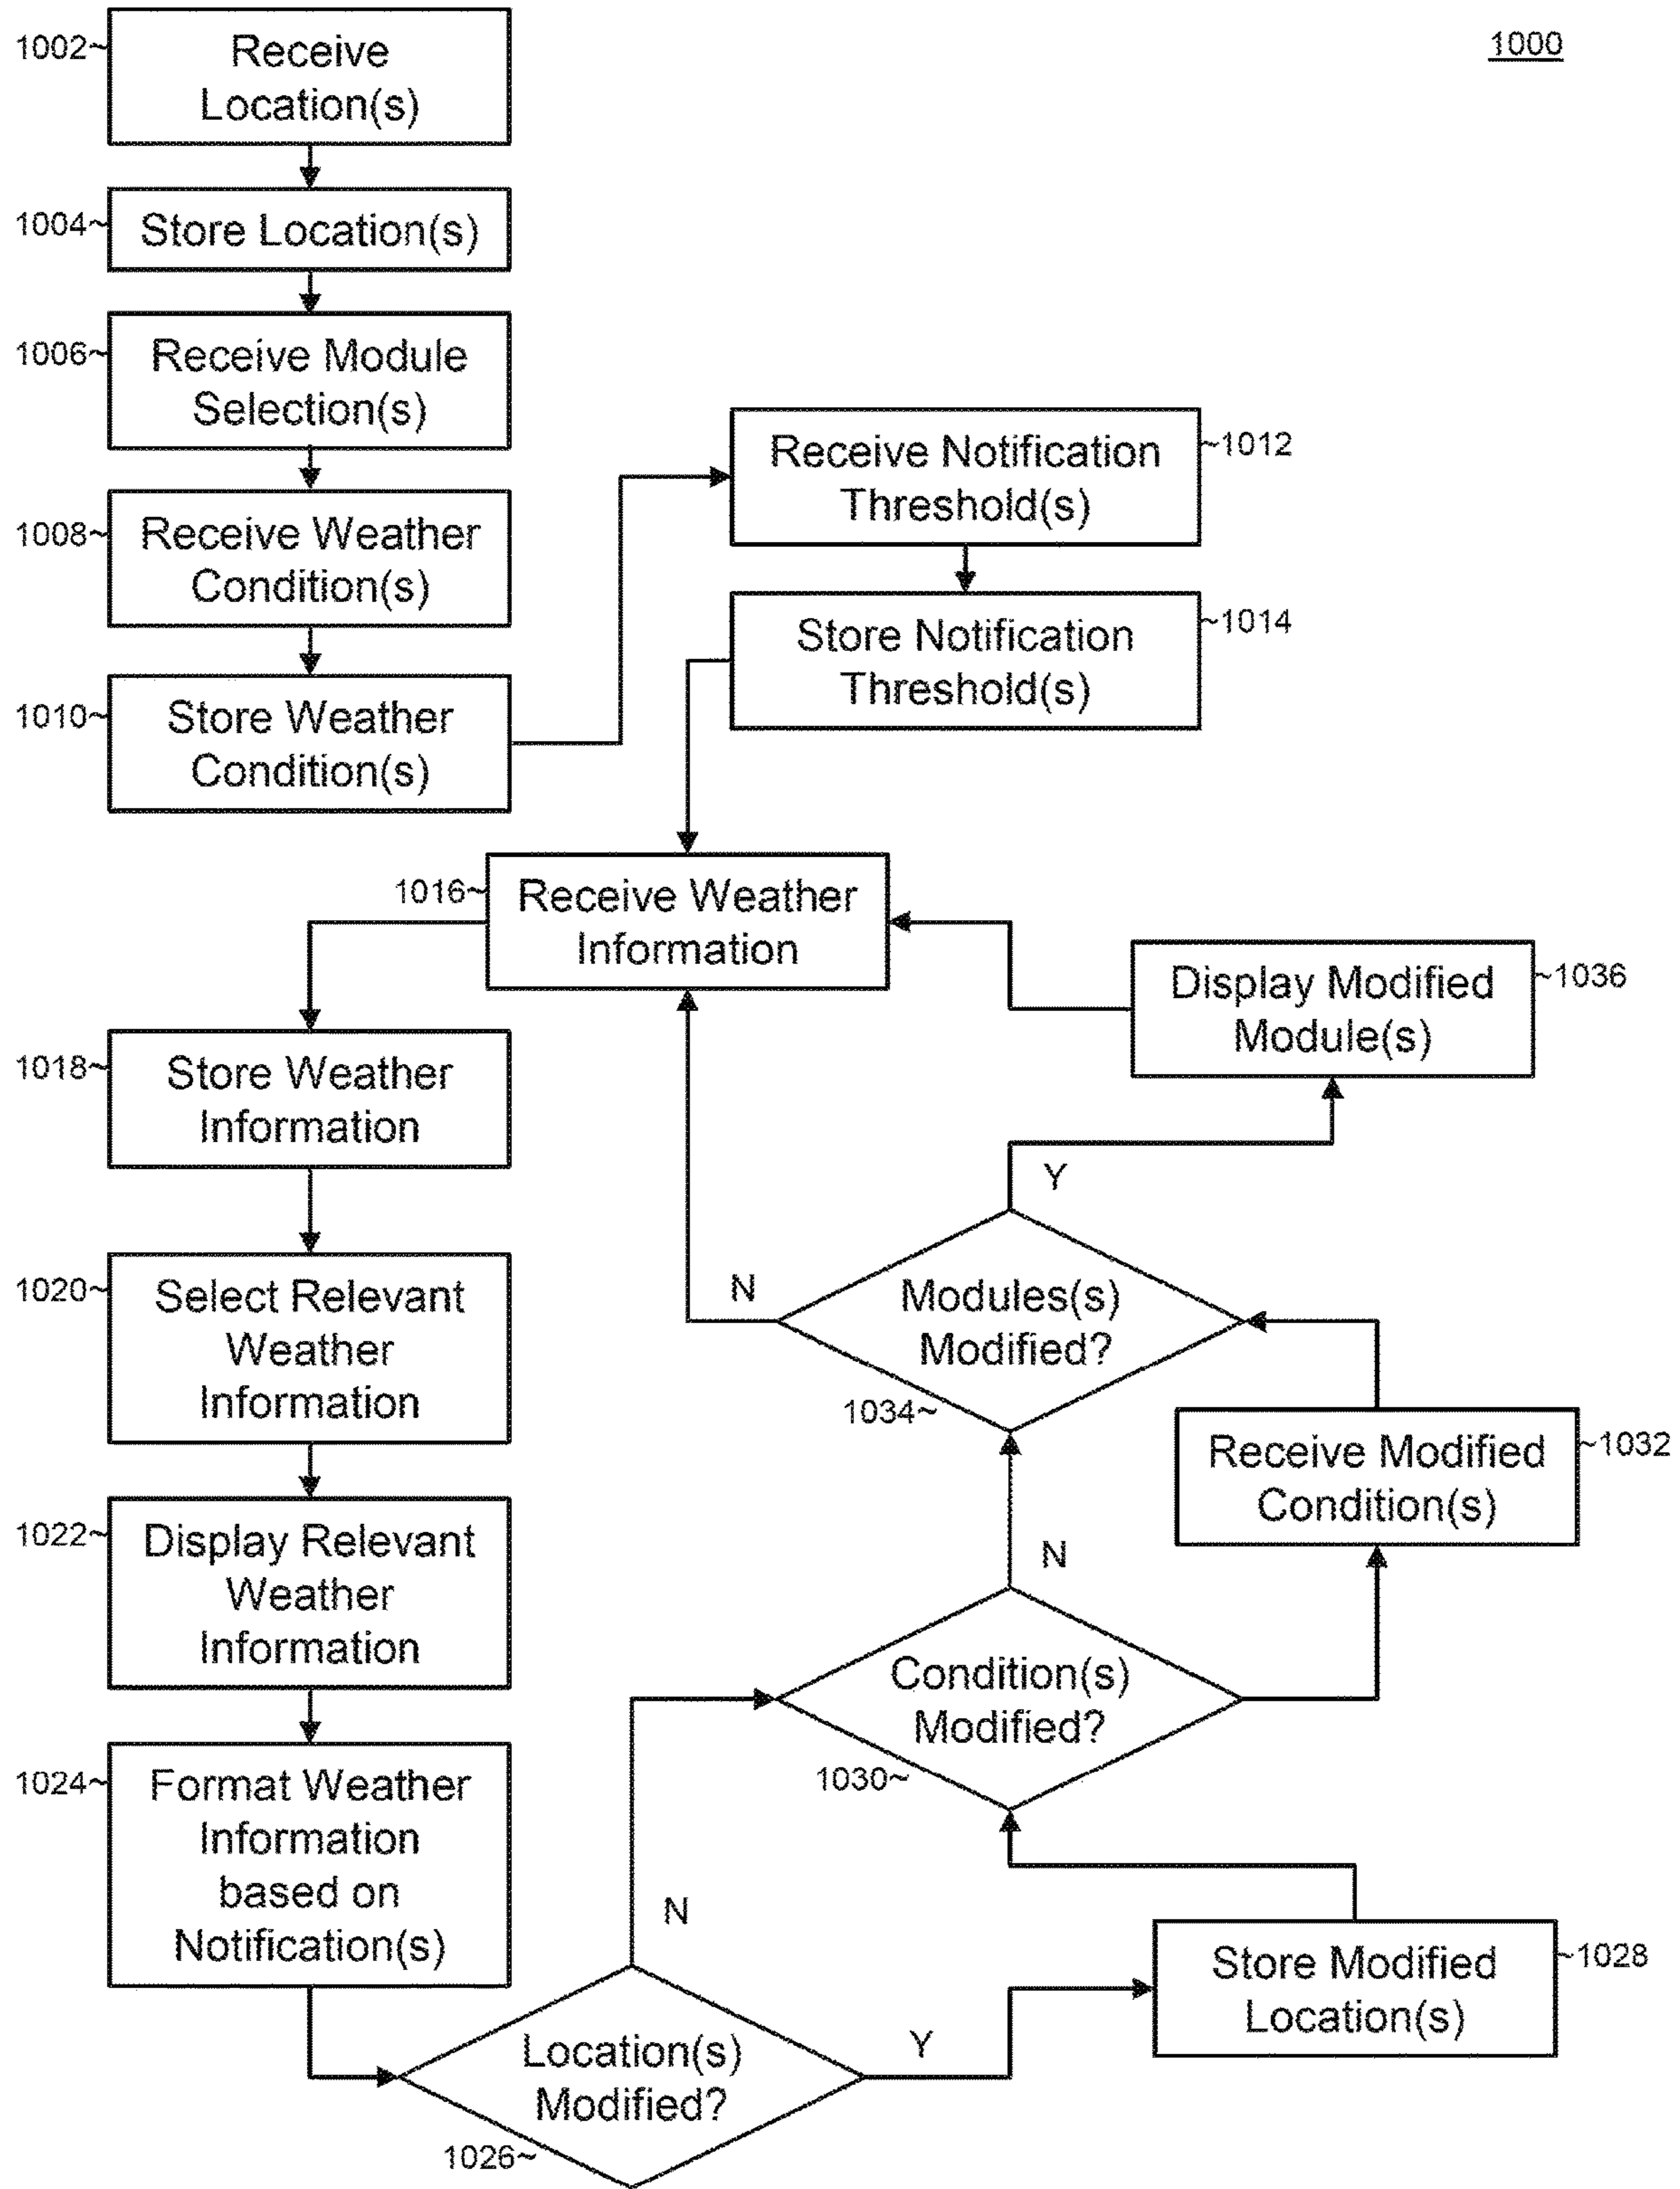 1000
1002~
Receive
Location(s)
1004~
Store Location(s)
1006~
Receive Module
Selection(s)
1008~
Receive Weather
Condition(s)
1010~
Store Weather
Condition(s)
Receive Notification
Threshold(s)
~1012
Store Notification
Threshold(s)
~1014
1016~
Receive Weather
Information
1018~
Store Weather
Information
1020~
Select Relevant
Weather
Information
1022~
Display Relevant
Weather
Information
1024~
Format Weather
Information
based on
Notification(s)
Location(s)
Modified?
1026~
N
Y
Store Modified
Location(s)
~1028
Condition(s)
Modified?
1030~
N
Receive Modified
Condition(s)
~1032
Modules(s)
Modified?
1034~
N
Y
Display Modified
Module(s)
~1036